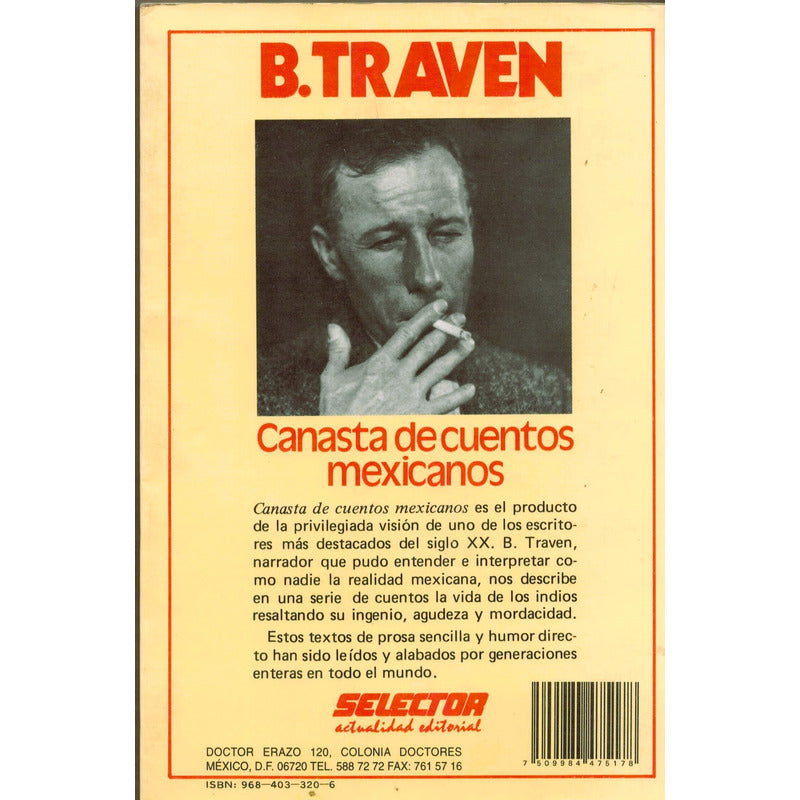 B.TRAVEN
Canasta de cuentos
mexicanos
Canasta de cuentos mexicanos es el producto
de la privilegiada visión de uno de los escrito-
res más destacados del siglo XX. B. Traven,
narrador que pudo entender e interpretar co-
mo nadie la realidad mexicana, nos describe
en una serie de cuentos la vida de los indios
resaltando su ingenio, agudeza y mordacidad.
Estos textos de prosa sencilla y humor direc-
to han sido leídos y alabados por generaciones
enteras en todo el mundo.
SELECTOR
actualidad editorial
DOCTOR ERAZO 120, COLONIA DOCTORES
MÉXICO, D.F. 06720 TEL. 588 72 72 FAX: 761 57 16
ISBN: 968—403—320—6
7 509984 475178